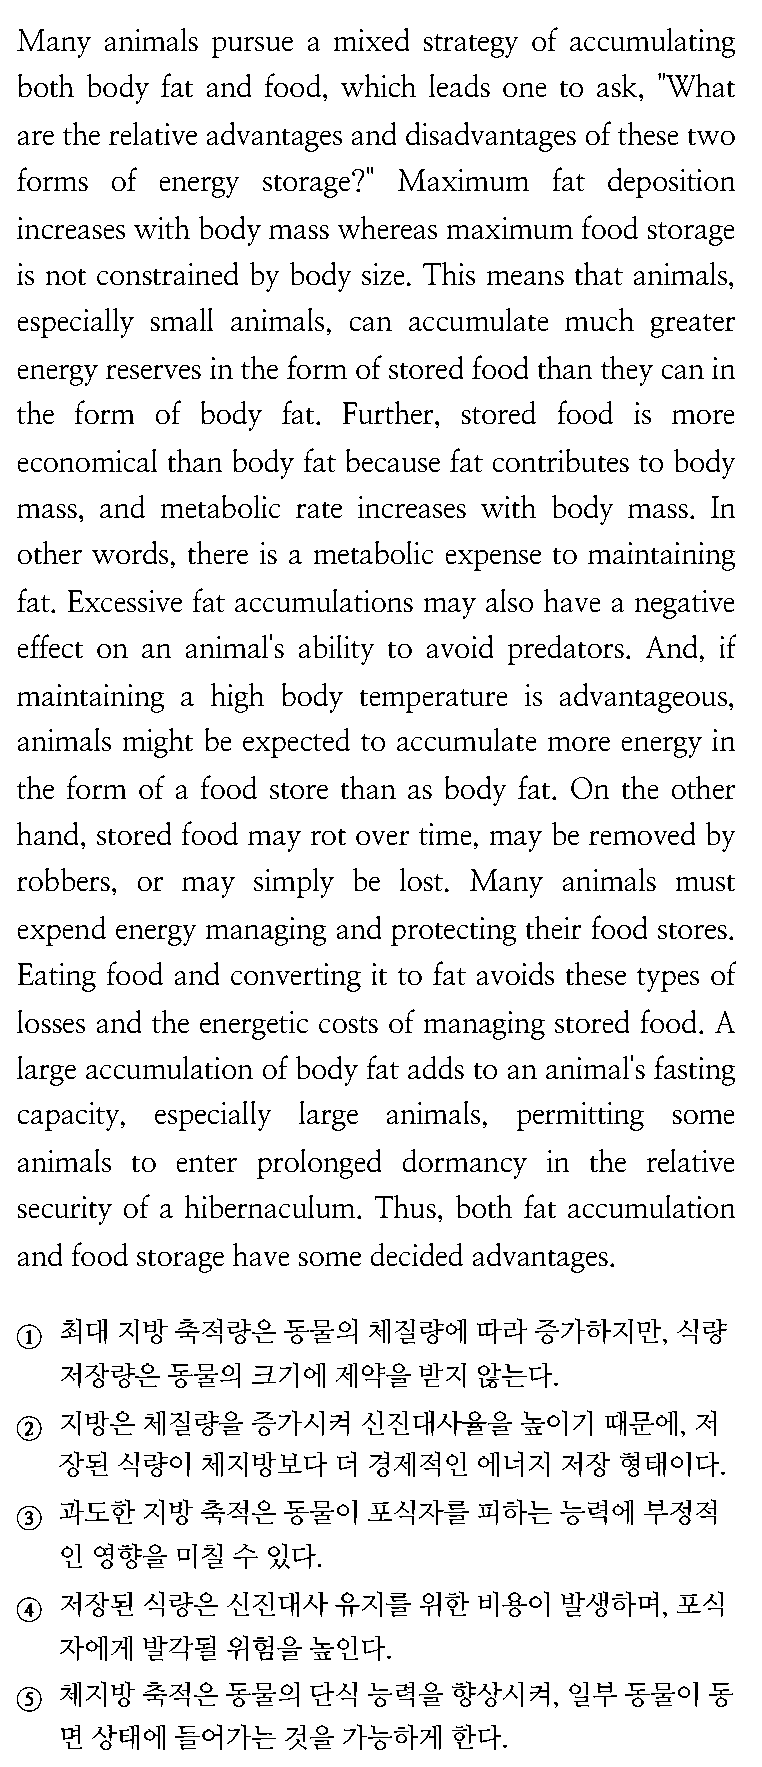 Many animals pursue a mixed strategy of accumulating
both body fat and food, which leads one to ask, "What
are the relative advantages and disadvantages of these two
forms of energy storage?" Maximum fat deposition
increases with body mass whereas maximum food storage
is not constrained by body size. This means that animals,
especially small animals, can accumulate much greater
energy reserves in the form of stored food than they can in
the form of body fat. Further, stored food is more
economical than body fat because fat contributes to body
mass, and metabolic rate increases with body mass. In
other words, there is a metabolic expense to maintaining
fat. Excessive fat accumulations may also have a negative
effect on an animal's ability to avoid predators. And, if
maintaining a high body temperature is advantageous,
animals might be expected to accumulate more energy in
the form of a food store than as body fat. On the other
hand, stored food may rot over time, may be removed by
robbers, or may simply be lost. Many animals must
expend energy managing and protecting their food stores.
Eating food and converting it to fat avoids these types of
losses and the energetic costs of managing stored food. A
large accumulation of body fat adds to an animal's fasting
capacity, especially large animals, permitting some
animals to enter prolonged dormancy in the relative
security of a hibernaculum. Thus, both fat accumulation
and food storage have some decided advantages.
① 최대 지방 축적량은 동물의 체질량에 따라 증가하지만, 식량
저장량은 동물의 크기에 제약을 받지 않는다.
② 지방은 체질량을 증가시켜 신진대사율을 높이기 때문에, 저
장된 식량이 체지방보다 더 경제적인 에너지 저장 형태이다.
③ 과도한 지방 축적은 동물이 포식자를 피하는 능력에 부정적
인 영향을 미칠 수 있다.
④ 저장된 식량은 신진대사 유지를 위한 비용이 발생하며, 포식
자에게 발각될 위험을 높인다.
⑤ 체지방 축적은 동물의 단식 능력을 향상시켜, 일부 동물이 동
면 상태에 들어가는 것을 가능하게 한다.